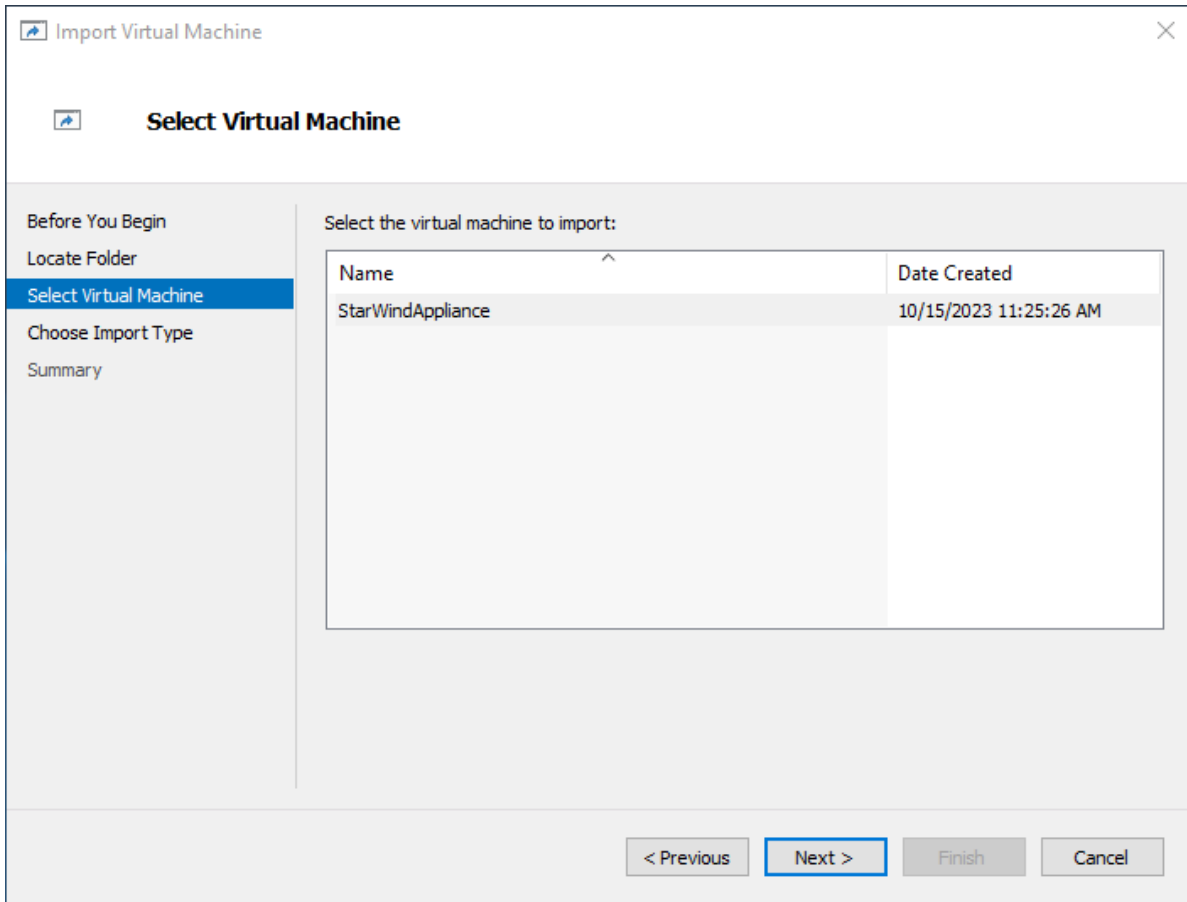 Import Virtual Machine
Select Virtual Machine
Before You Begin
Locate Folder
Select Virtual Machine
Choose Import Type
Summary
Select the virtual machine to import:
Name Date Created
StarWindAppliance 10/15/2023 11:25:26 AM
< Previous Next > Finish Cancel